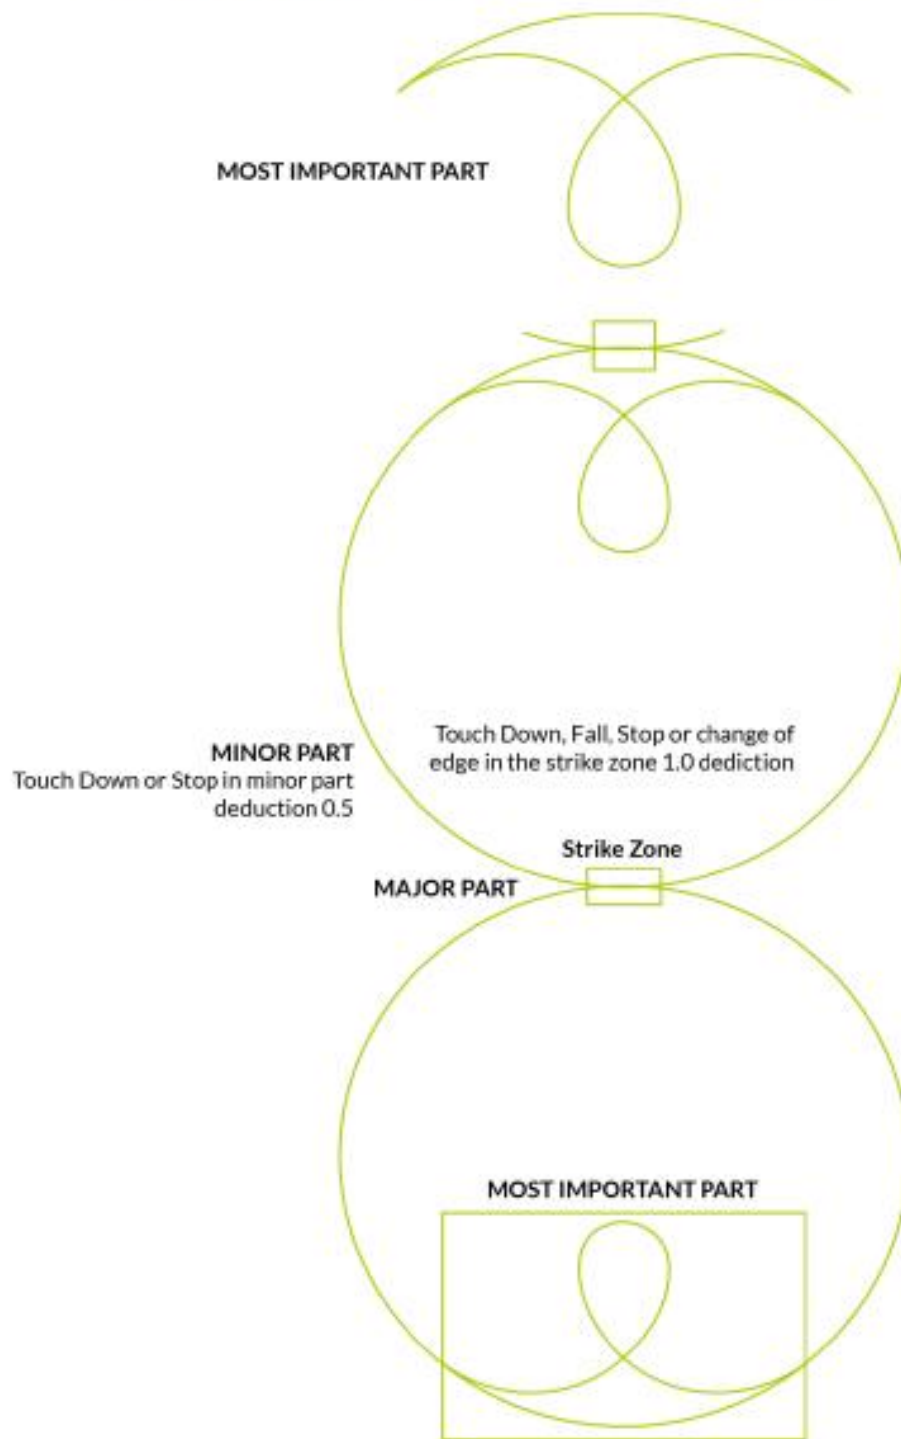 MOST IMPORTANT PART
Touch Down, Fall, Stop or change of
edge in the strike zone 1.0 dediction
MINOR PART
Touch Down or Stop in minor part
deduction 0.5
Strike Zone
MAJOR PART
MOST IMPORTANT PART